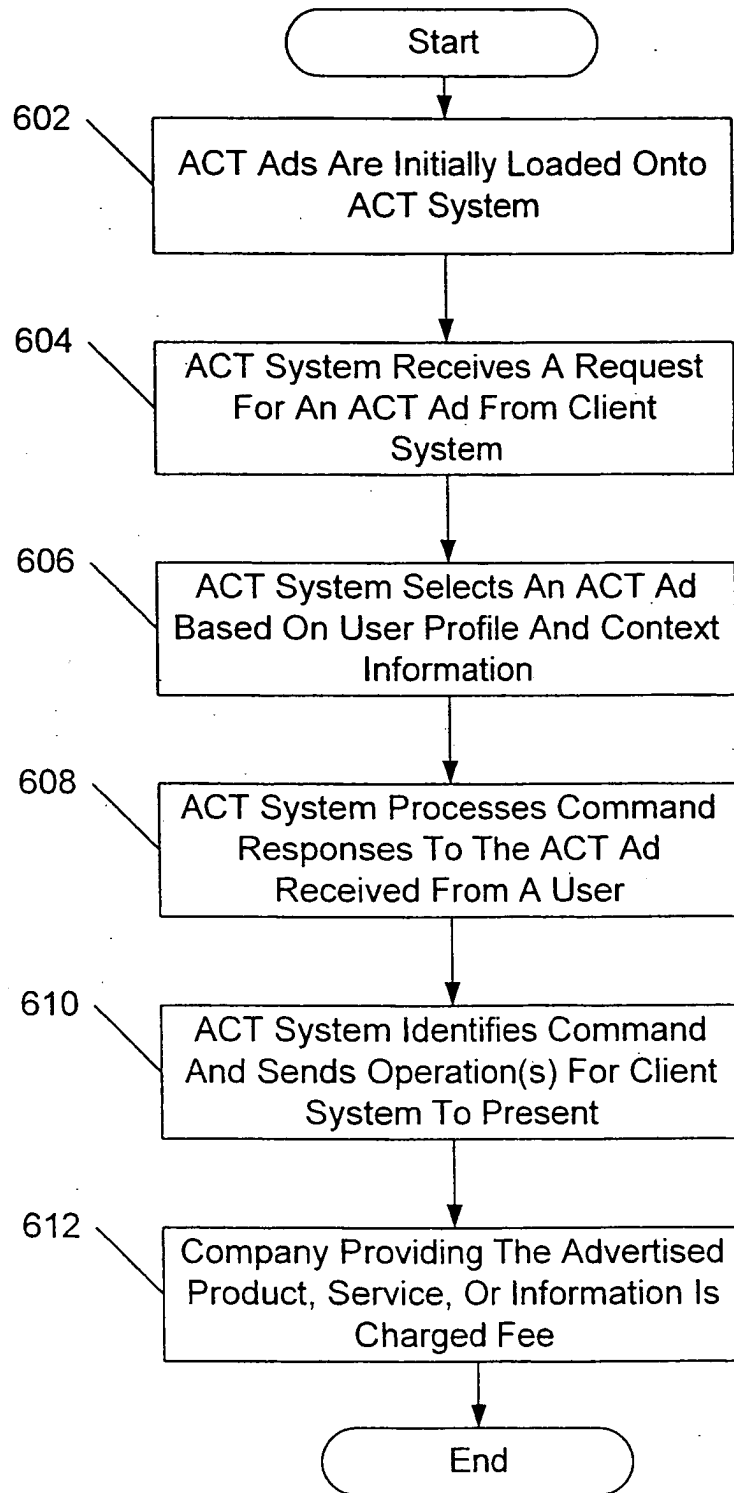 Start
602
ACT Ads Are Initially Loaded Onto
ACT System
604
ACT System Receives A Request
For An ACT Ad From Client
System
606
ACT System Selects An ACT Ad
Based On User Profile And Context
Information
608
ACT System Processes Command
Responses To The ACT Ad
Received From A User
610
ACT System Identifies Command
And Sends Operation(s) For Client
System To Present
612
Company Providing The Advertised
Product, Service, Or Information Is
Charged Fee
End